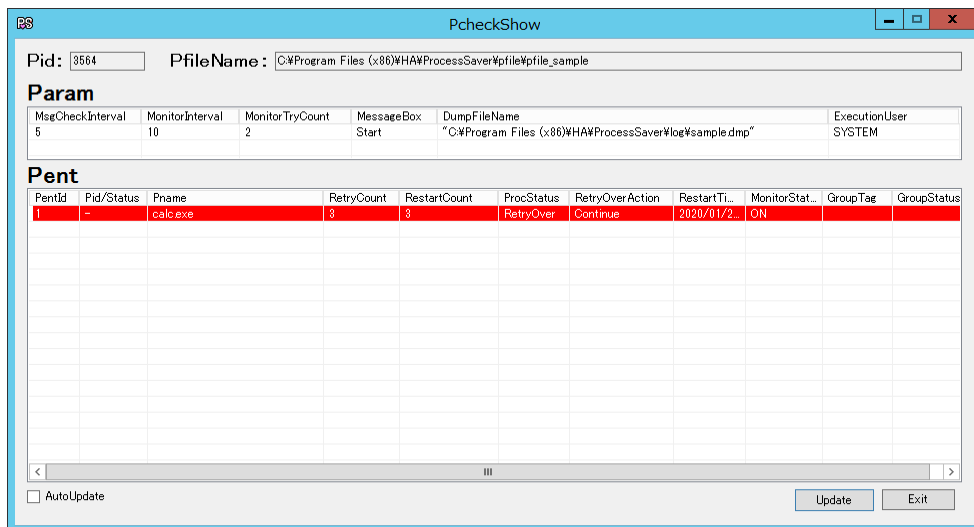 PS PcheckShow
Pid: 3564 PfileName: C:¥Program Files (x86)¥HA¥ProcessSaver¥pfile¥pfile_sample
Param
MsgCheckInterval MonitorInterval MonitorTryCount MessageBox DumpFileName ExecutionUser
5 10 2 Start "C:¥Program Files (x86)¥HA¥ProcessSaver¥log¥sample.dmp" SYSTEM
Pent
PentId Pid/Status Pname RetryCount RestartCount ProcStatus RetryOverAction RestartTi... MonitorStat... GroupTag GroupStatus
1 - calc.exe 3 3 RetryOver Continue 2020/01/2... ON
AutoUpdate Update Exit